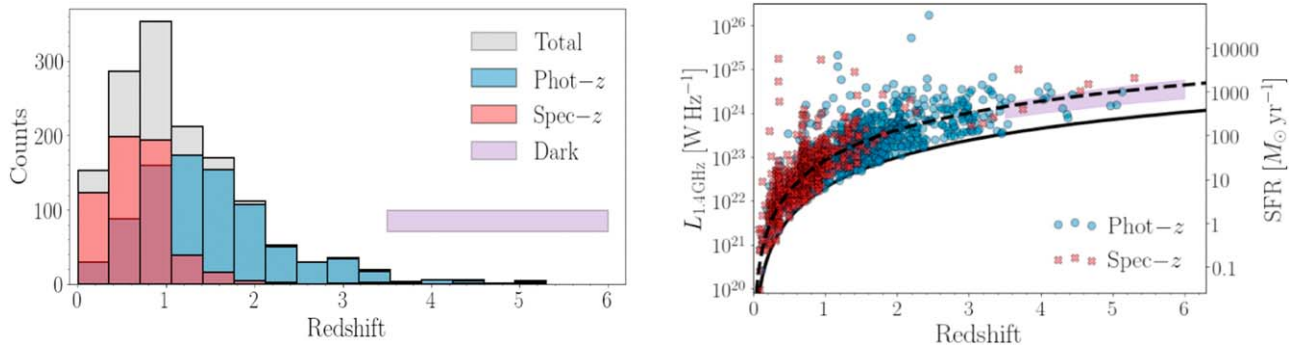 Counts
300
200
100
0
Total
Phot−z
Spec−z
Dark
0 1 2 3 4 5 6
Redshift
L1.4GHz [W Hz−1]
10^26
10^25
10^24
10^23
10^22
10^21
10^20
Phot−z
Spec−z
0 1 2 3 4 5 6
Redshift
10000
1000
100
10
1
0.1
SFR [M⊙ yr−1]